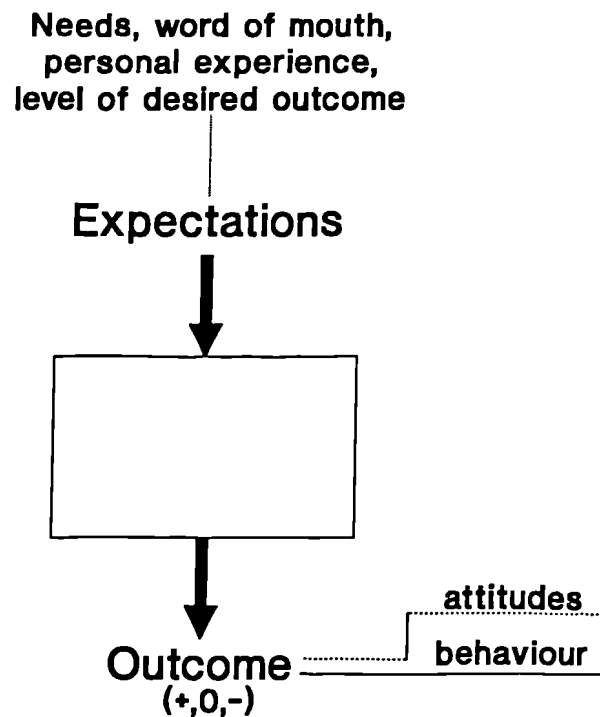 Needs, word of mouth,
personal experience,
level of desired outcome
Expectations
attitudes
Outcome
behaviour
(+,0,-)